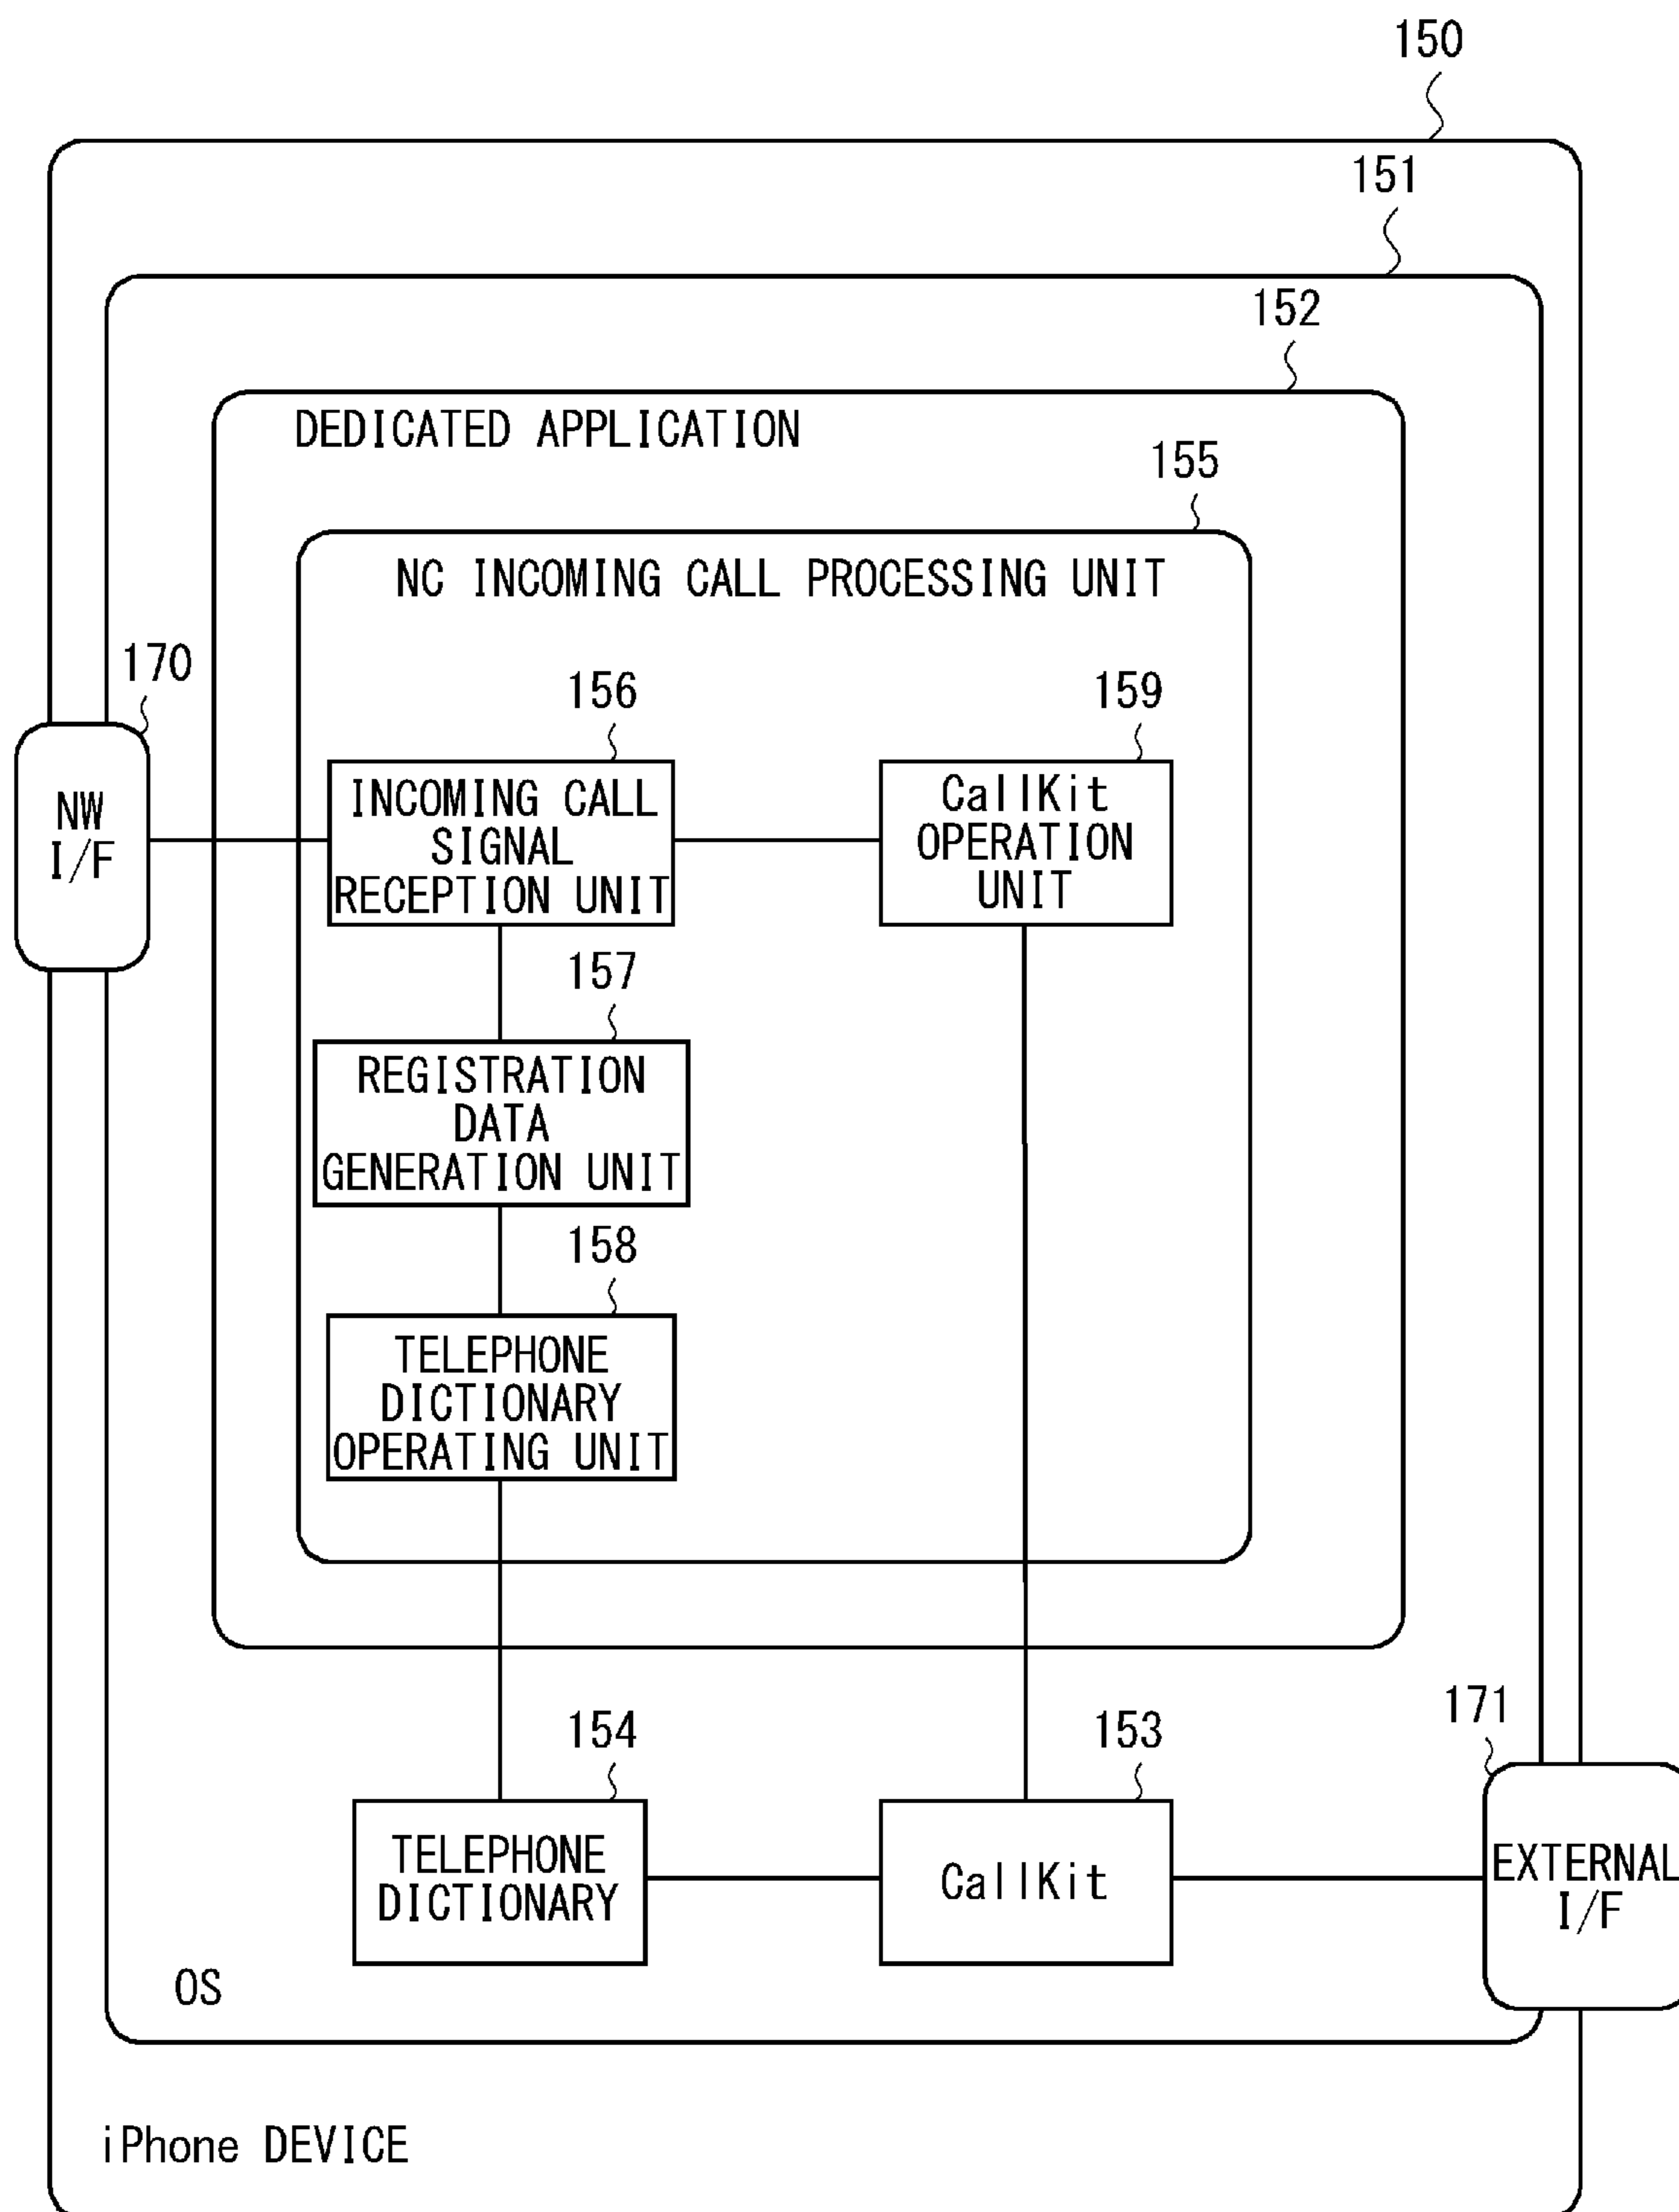 150
151
152
DEDICATED APPLICATION
155
NC INCOMING CALL PROCESSING UNIT
170
NW
I/F
156
INCOMING CALL
SIGNAL
RECEPTION UNIT
159
CallKit
OPERATION
UNIT
157
REGISTRATION
DATA
GENERATION UNIT
158
TELEPHONE
DICTIONARY
OPERATING UNIT
154
TELEPHONE
DICTIONARY
153
CallKit
171
EXTERNAL
I/F
OS
iPhone DEVICE